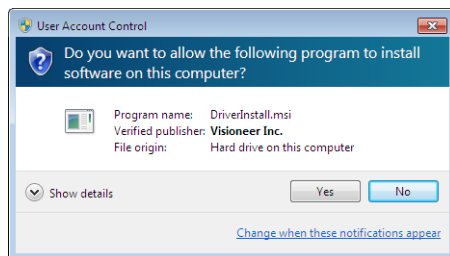 User Account Control
Do you want to allow the following program to install
software on this computer?
Program name: DriverInstall.msi
Verified publisher: Visioneer Inc.
File origin: Hard drive on this computer
Show details
Yes
No
Change when these notifications appear